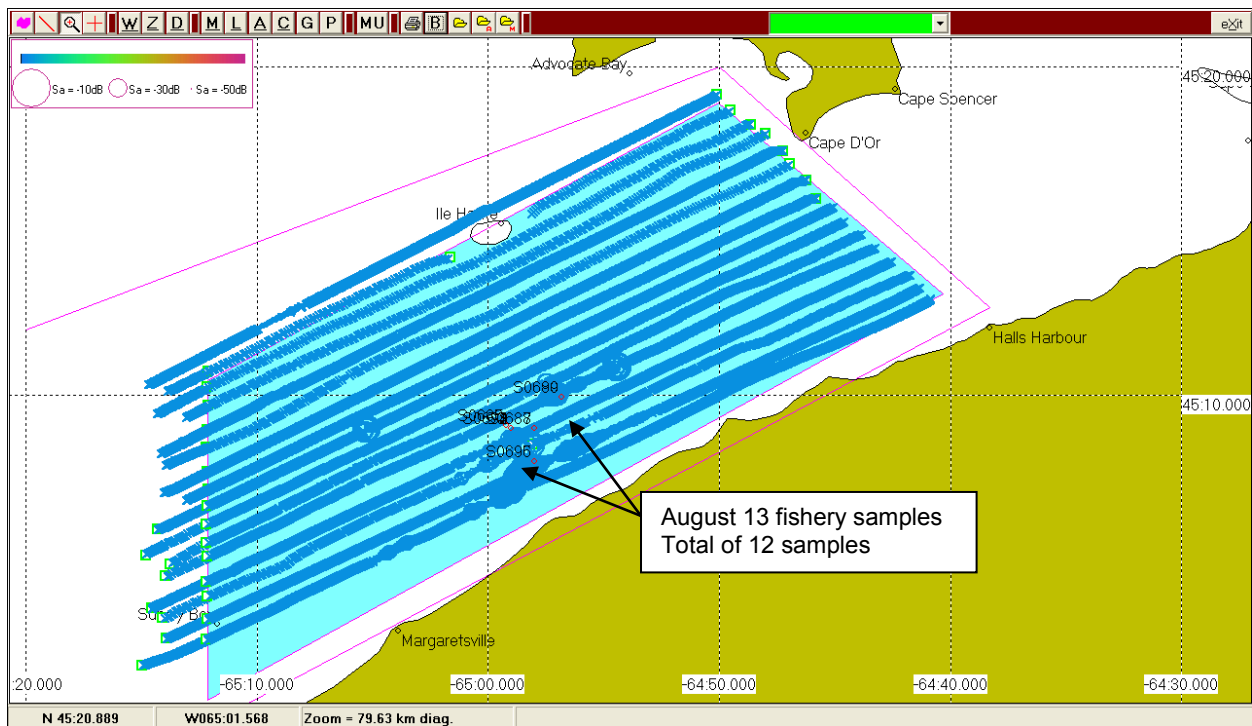 W Z D M L A C G P MU B eXit
Sa = -10dB Sa = -30dB Sa = -50dB
Advocate Bay
45:20.000
Cape Spencer
Cape D'Or
Ile Haute
Halls Harbour
S0690
45:10.000
S0695
August 13 fishery samples
Total of 12 samples
Margaretsville
:20.000 -65:10.000 -65:00.000 -64:50.000 -64:40.000 -64:30.000
N 45:20.889 W065:01.568 Zoom = 79.63 km diag.